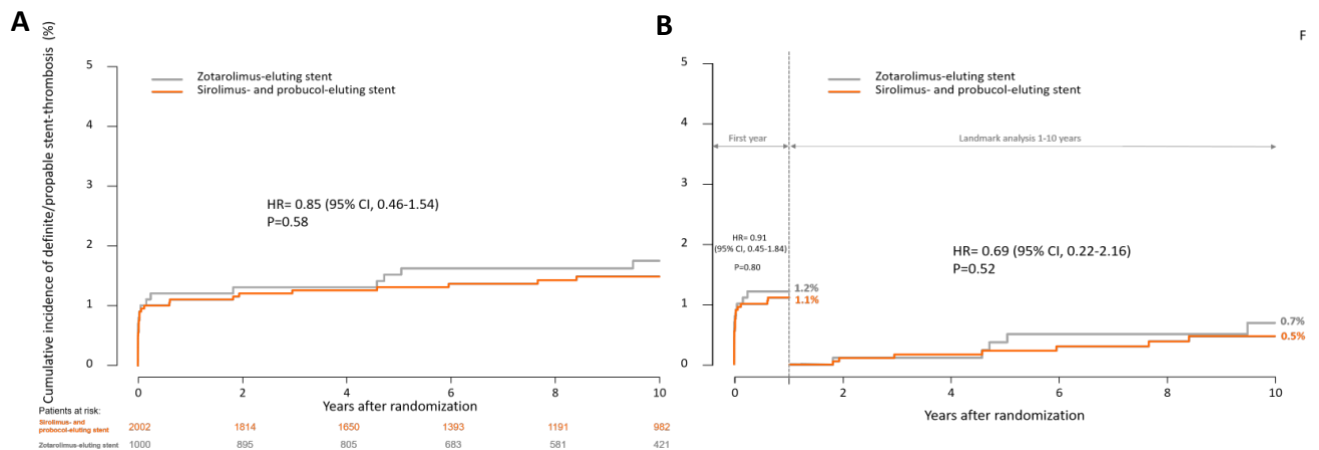 A
Cumulative incidence of definite/propable stent-thrombosis (%)
5
4
3
2
1
0
Zotarolimus-eluting stent
Sirolimus- and probucol-eluting stent
HR= 0.85 (95% CI, 0.46-1.54)
P=0.58
0 2 4 6 8 10
Years after randomization
Patients at risk:
Sirolimus- and
probucol-eluting stent 2002 1814 1650 1393 1191 982
Zotarolimus-eluting stent 1000 895 805 683 581 421
B
F
5
4
3
2
1
0
Zotarolimus-eluting stent
Sirolimus- and probucol-eluting stent
First year
Landmark analysis 1-10 years
HR= 0.91
(95% CI, 0.45-1.84)
P=0.80
HR= 0.69 (95% CI, 0.22-2.16)
P=0.52
1.2%
1.1%
0.7%
0.5%
0 2 4 6 8 10
Years after randomization